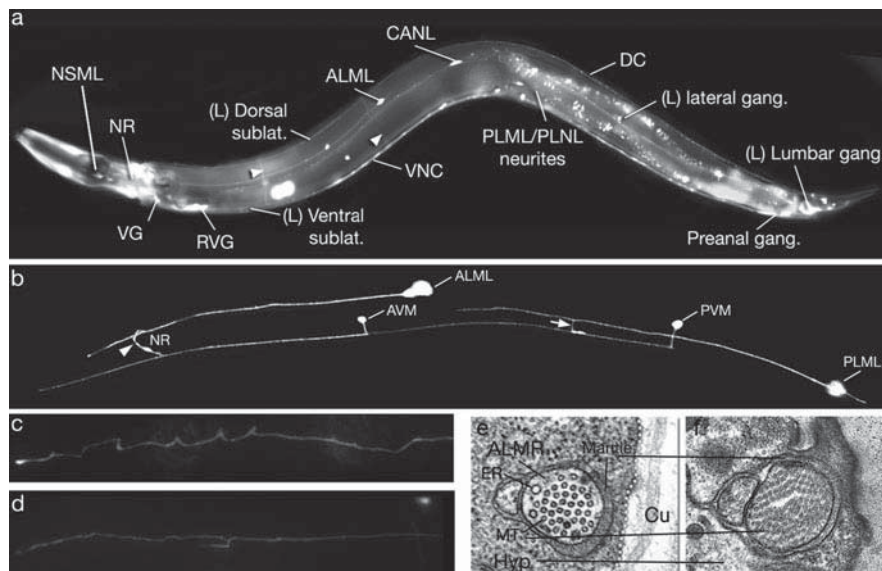 a
CANL
NSML
ALML
DC
NR
(L) Dorsal
sublat.
(L) lateral gang.
PLML/PLNL
neurites
(L) Lumbar gang
VNC
(L) Ventral
sublat.
VG
RVG
Preanal gang.
b
ALML
AVM
NR
PVM
PLML
c
d
e
ALMR
Mantle
ER
MT
Cu
Hyp
f